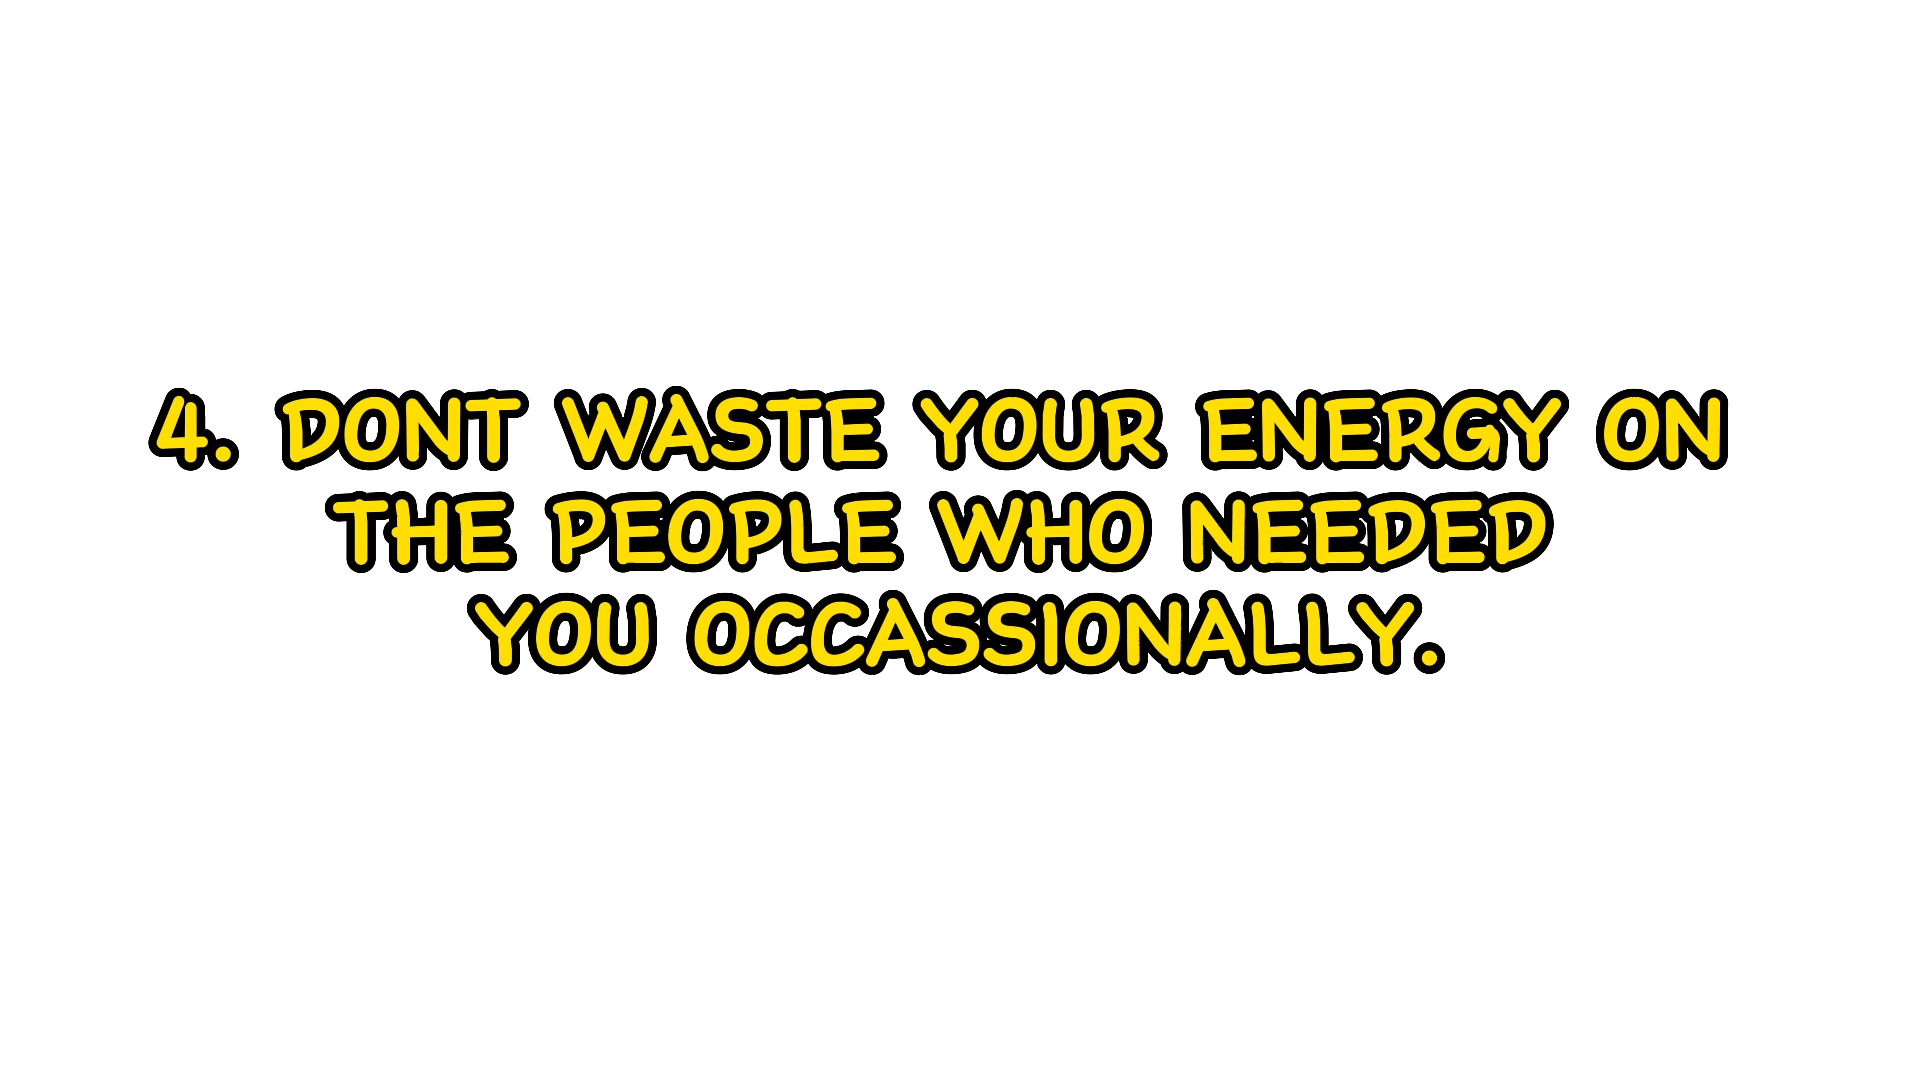 4. DONT WASTE YOUR ENERGY ON
THE PEOPLE WHO NEEDED
YOU OCCASSIONALLY.